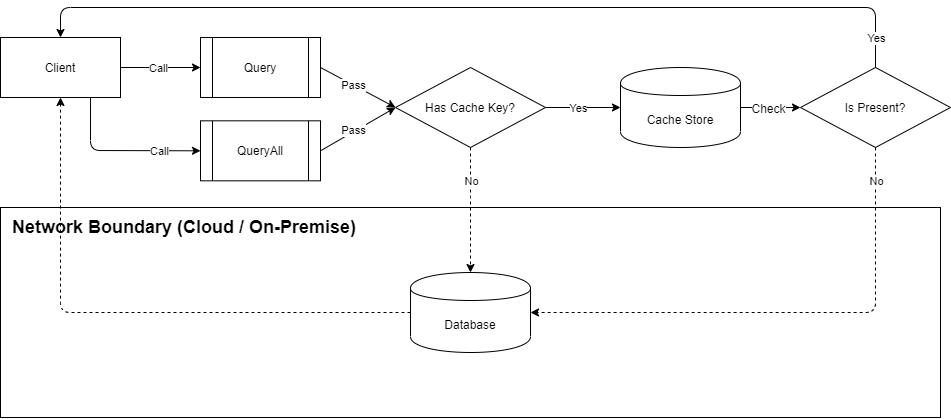 Yes
Client
Call
Query
Pass
Has Cache Key?
Yes
Cache Store
Check
Is Present?
Call
QueryAll
Pass
No
No
Network Boundary (Cloud / On-Premise)
Database